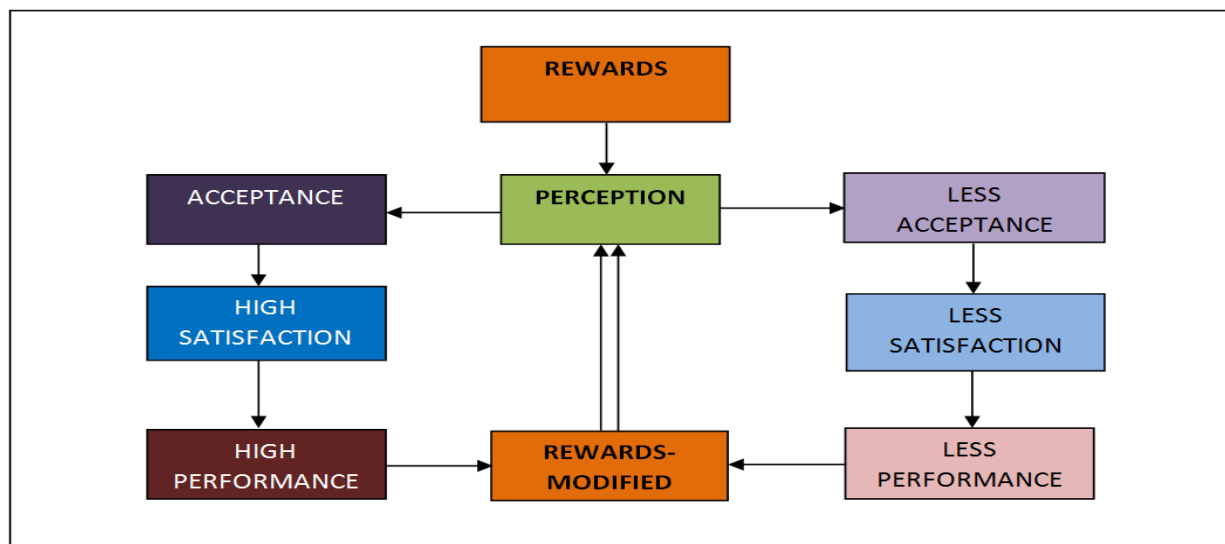 REWARDS
ACCEPTANCE
PERCEPTION
LESS
ACCEPTANCE
HIGH
SATISFACTION
LESS
SATISFACTION
HIGH
PERFORMANCE
REWARDS-
MODIFIED
LESS
PERFORMANCE